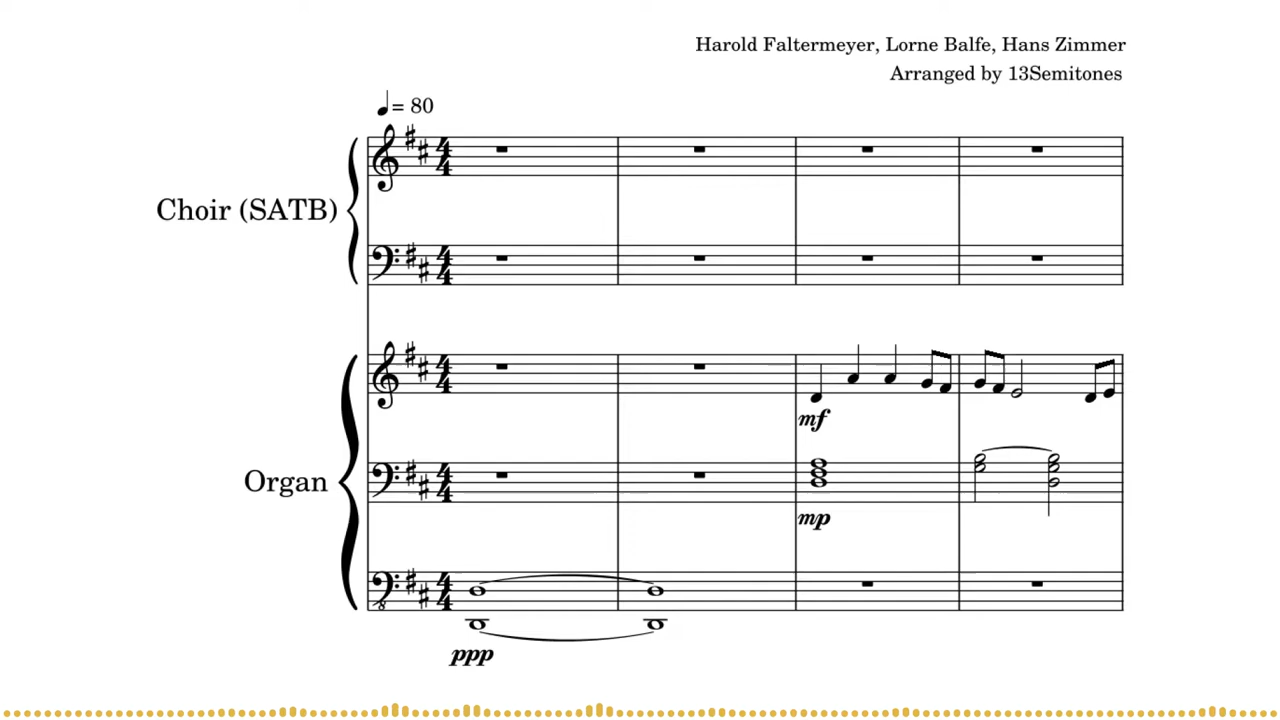 Harold Faltermeyer, Lorne Balfe, Hans Zimmer
Arranged by 13Semitones
= 80
Choir (SATB)
mf
Organ
mp
ppp